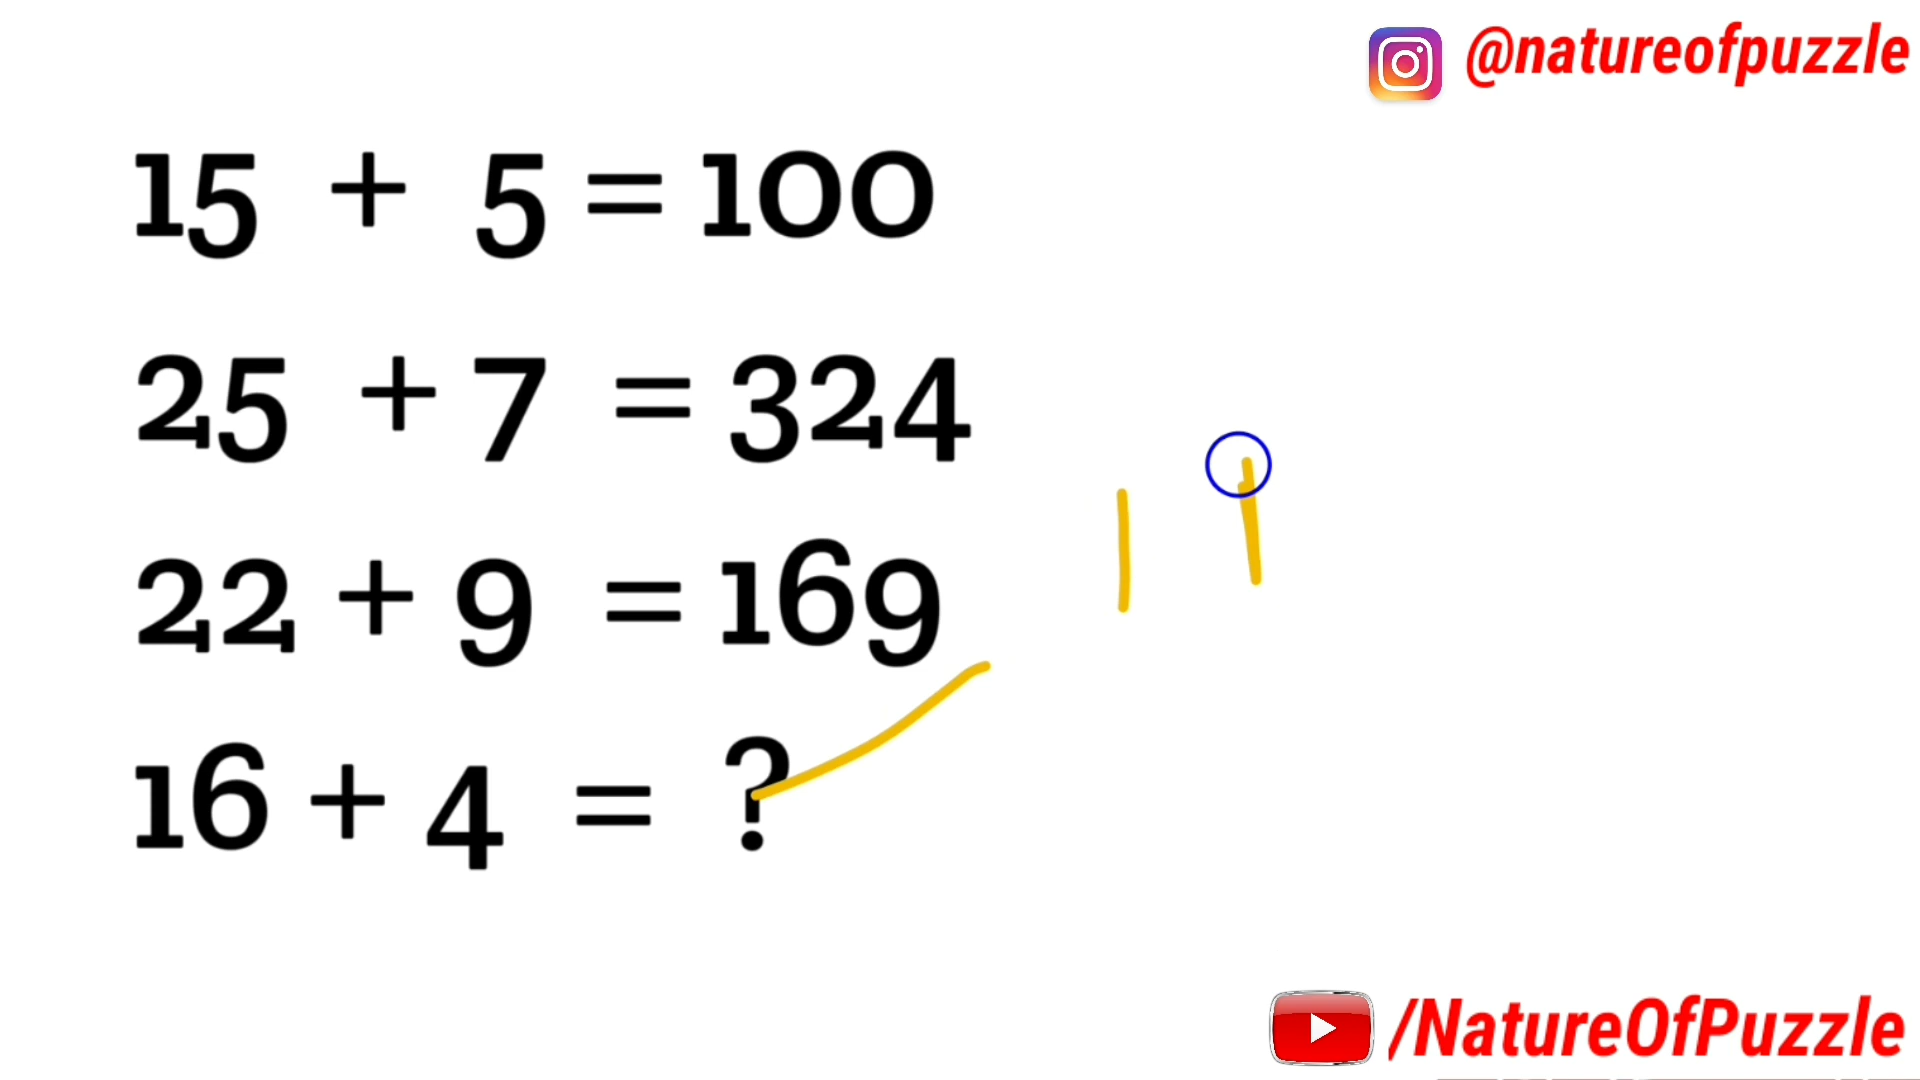 @natureofpuzzle
15 + 5 = 100
25 + 7 = 324
22 + 9 = 169
16 + 4 = ?
/NatureOfPuzzle